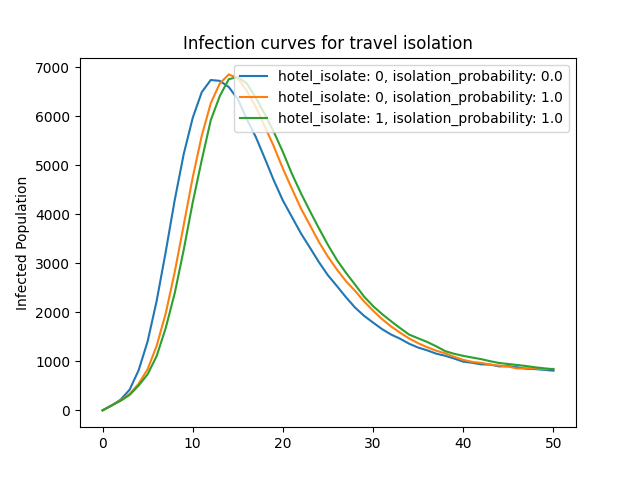 Infection curves for travel isolation
hotel_isolate: 0, isolation_probability: 0.0
hotel_isolate: 0, isolation_probability: 1.0
hotel_isolate: 1, isolation_probability: 1.0
Infected Population
7000
6000
5000
4000
3000
2000
1000
0
0 10 20 30 40 50